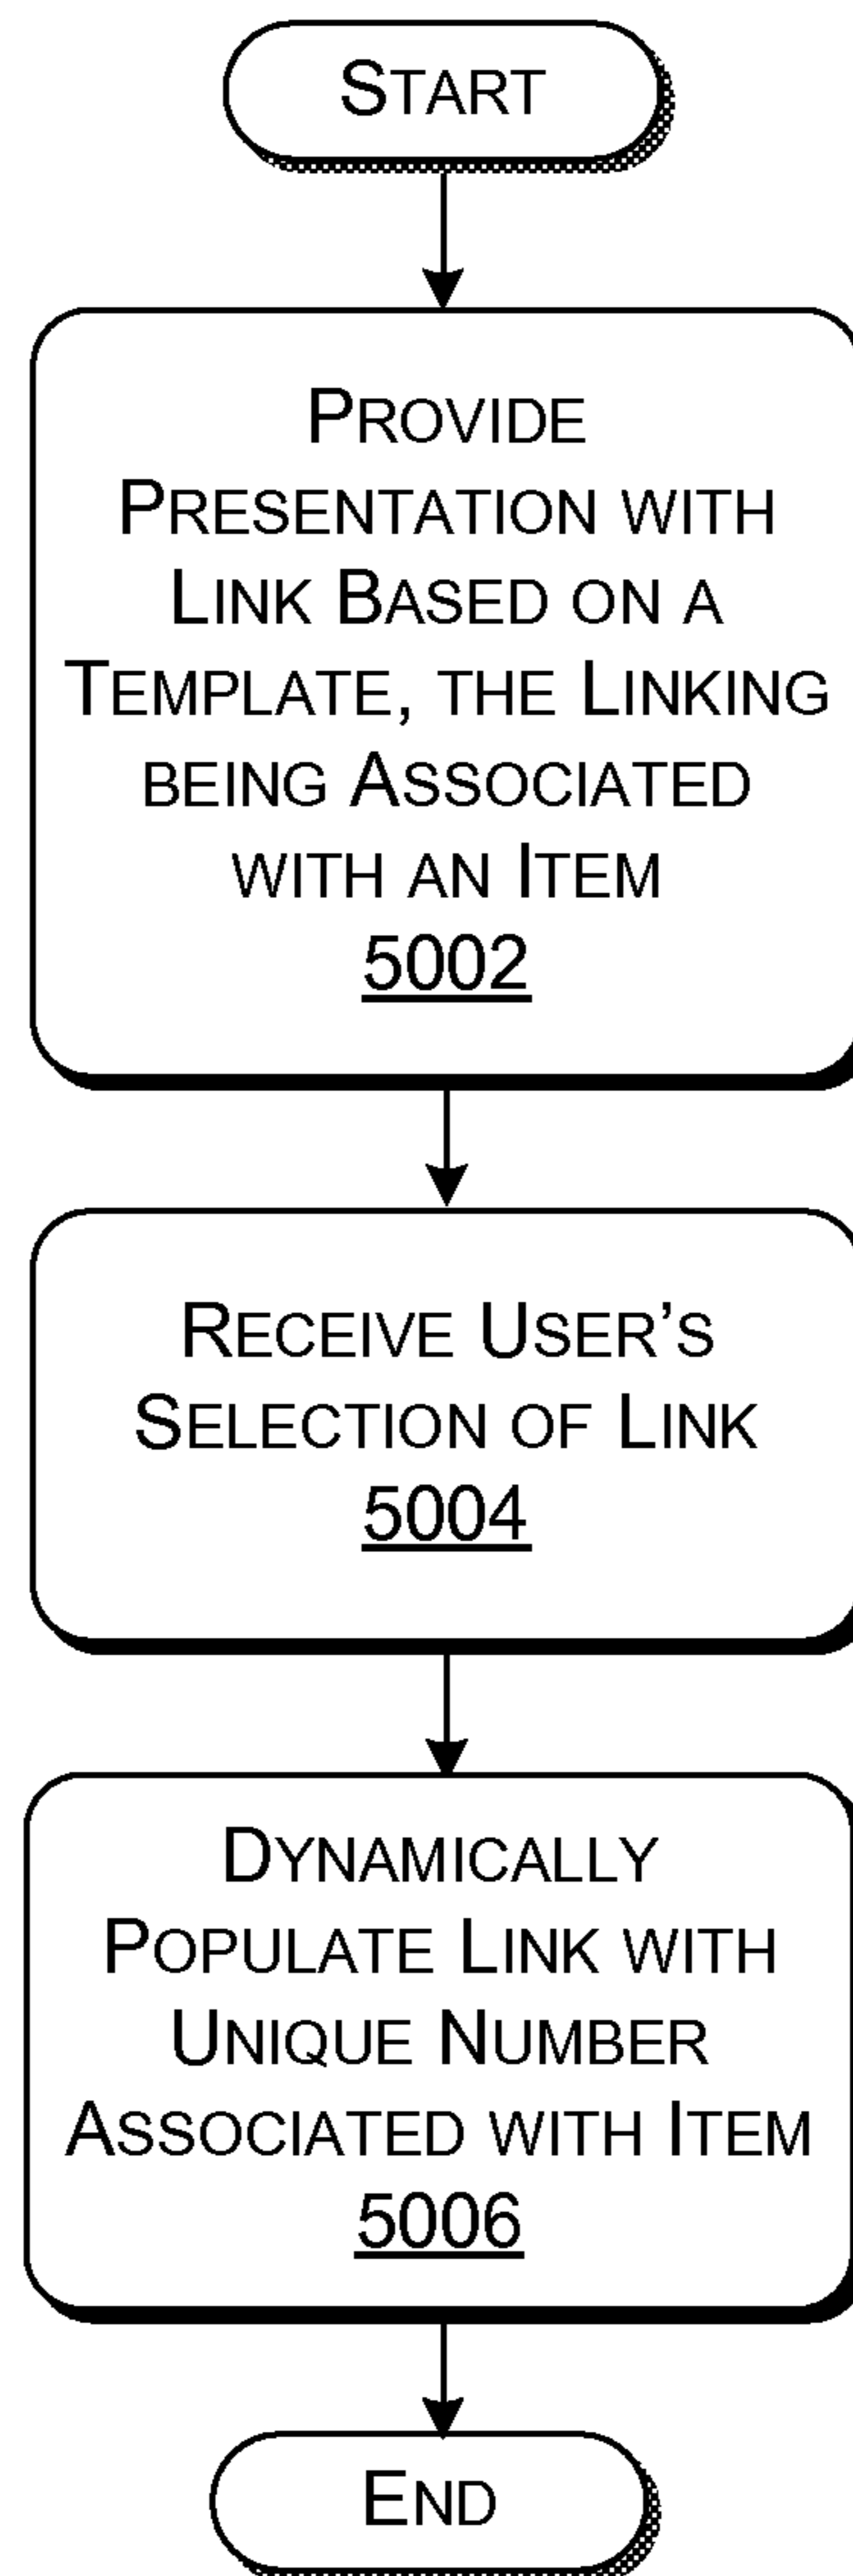 START
PROVIDE
PRESENTATION WITH
LINK BASED ON A
TEMPLATE, THE LINKING
BEING ASSOCIATED
WITH AN ITEM
5002
RECEIVE USER'S
SELECTION OF LINK
5004
DYNAMICALLY
POPULATE LINK WITH
UNIQUE NUMBER
ASSOCIATED WITH ITEM
5006
END